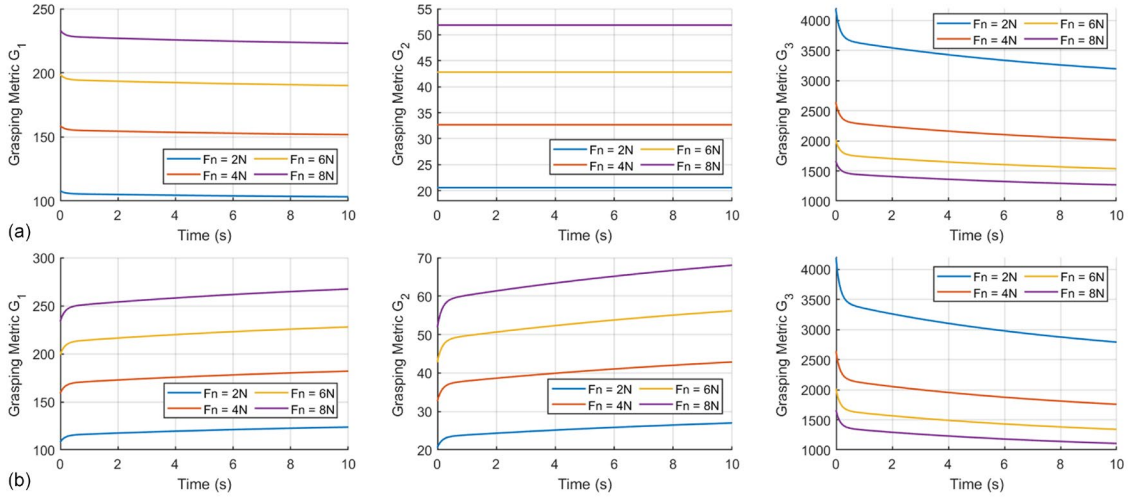 250
200
150
100
Grasping Metric G1
0 2 4 6 8 10
Time (s)
Fn = 2N Fn = 6N
Fn = 4N Fn = 8N
55
50
45
40
35
30
25
20
Grasping Metric G2
0 2 4 6 8 10
Time (s)
Fn = 2N Fn = 6N
Fn = 4N Fn = 8N
4000
3500
3000
2500
2000
1500
1000
Grasping Metric G3
0 2 4 6 8 10
Time (s)
Fn = 2N Fn = 6N
Fn = 4N Fn = 8N
(a)
300
250
200
150
100
Grasping Metric G1
0 2 4 6 8 10
Time (s)
Fn = 2N Fn = 6N
Fn = 4N Fn = 8N
70
60
50
40
30
20
Grasping Metric G2
0 2 4 6 8 10
Time (s)
Fn = 2N Fn = 6N
Fn = 4N Fn = 8N
4000
3500
3000
2500
2000
1500
1000
Grasping Metric G3
0 2 4 6 8 10
Time (s)
Fn = 2N Fn = 6N
Fn = 4N Fn = 8N
(b)